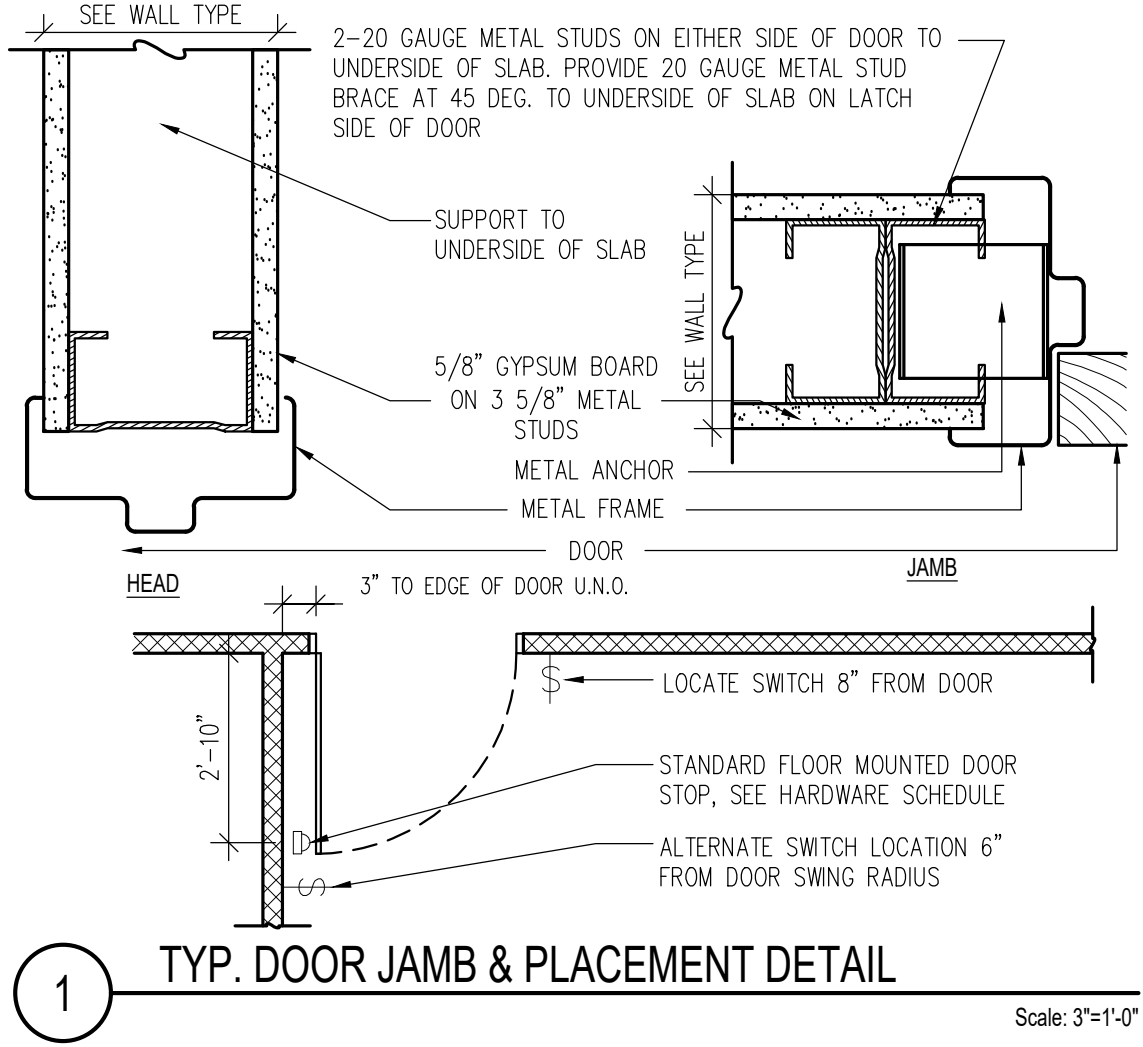 SEE WALL TYPE
2-20 GAUGE METAL STUDS ON EITHER SIDE OF DOOR TO
UNDERSIDE OF SLAB. PROVIDE 20 GAUGE METAL STUD
BRACE AT 45 DEG. TO UNDERSIDE OF SLAB ON LATCH
SIDE OF DOOR
SUPPORT TO
UNDERSIDE OF SLAB
SEE WALL TYPE
5/8" GYPSUM BOARD
ON 3 5/8" METAL
STUDS
METAL ANCHOR
METAL FRAME
DOOR
HEAD
JAMB
3" TO EDGE OF DOOR U.N.O.
S
LOCATE SWITCH 8" FROM DOOR
2'-10"
STANDARD FLOOR MOUNTED DOOR
STOP, SEE HARDWARE SCHEDULE
ALTERNATE SWITCH LOCATION 6"
FROM DOOR SWING RADIUS
S
1
TYP. DOOR JAMB & PLACEMENT DETAIL
Scale: 3"=1'-0"